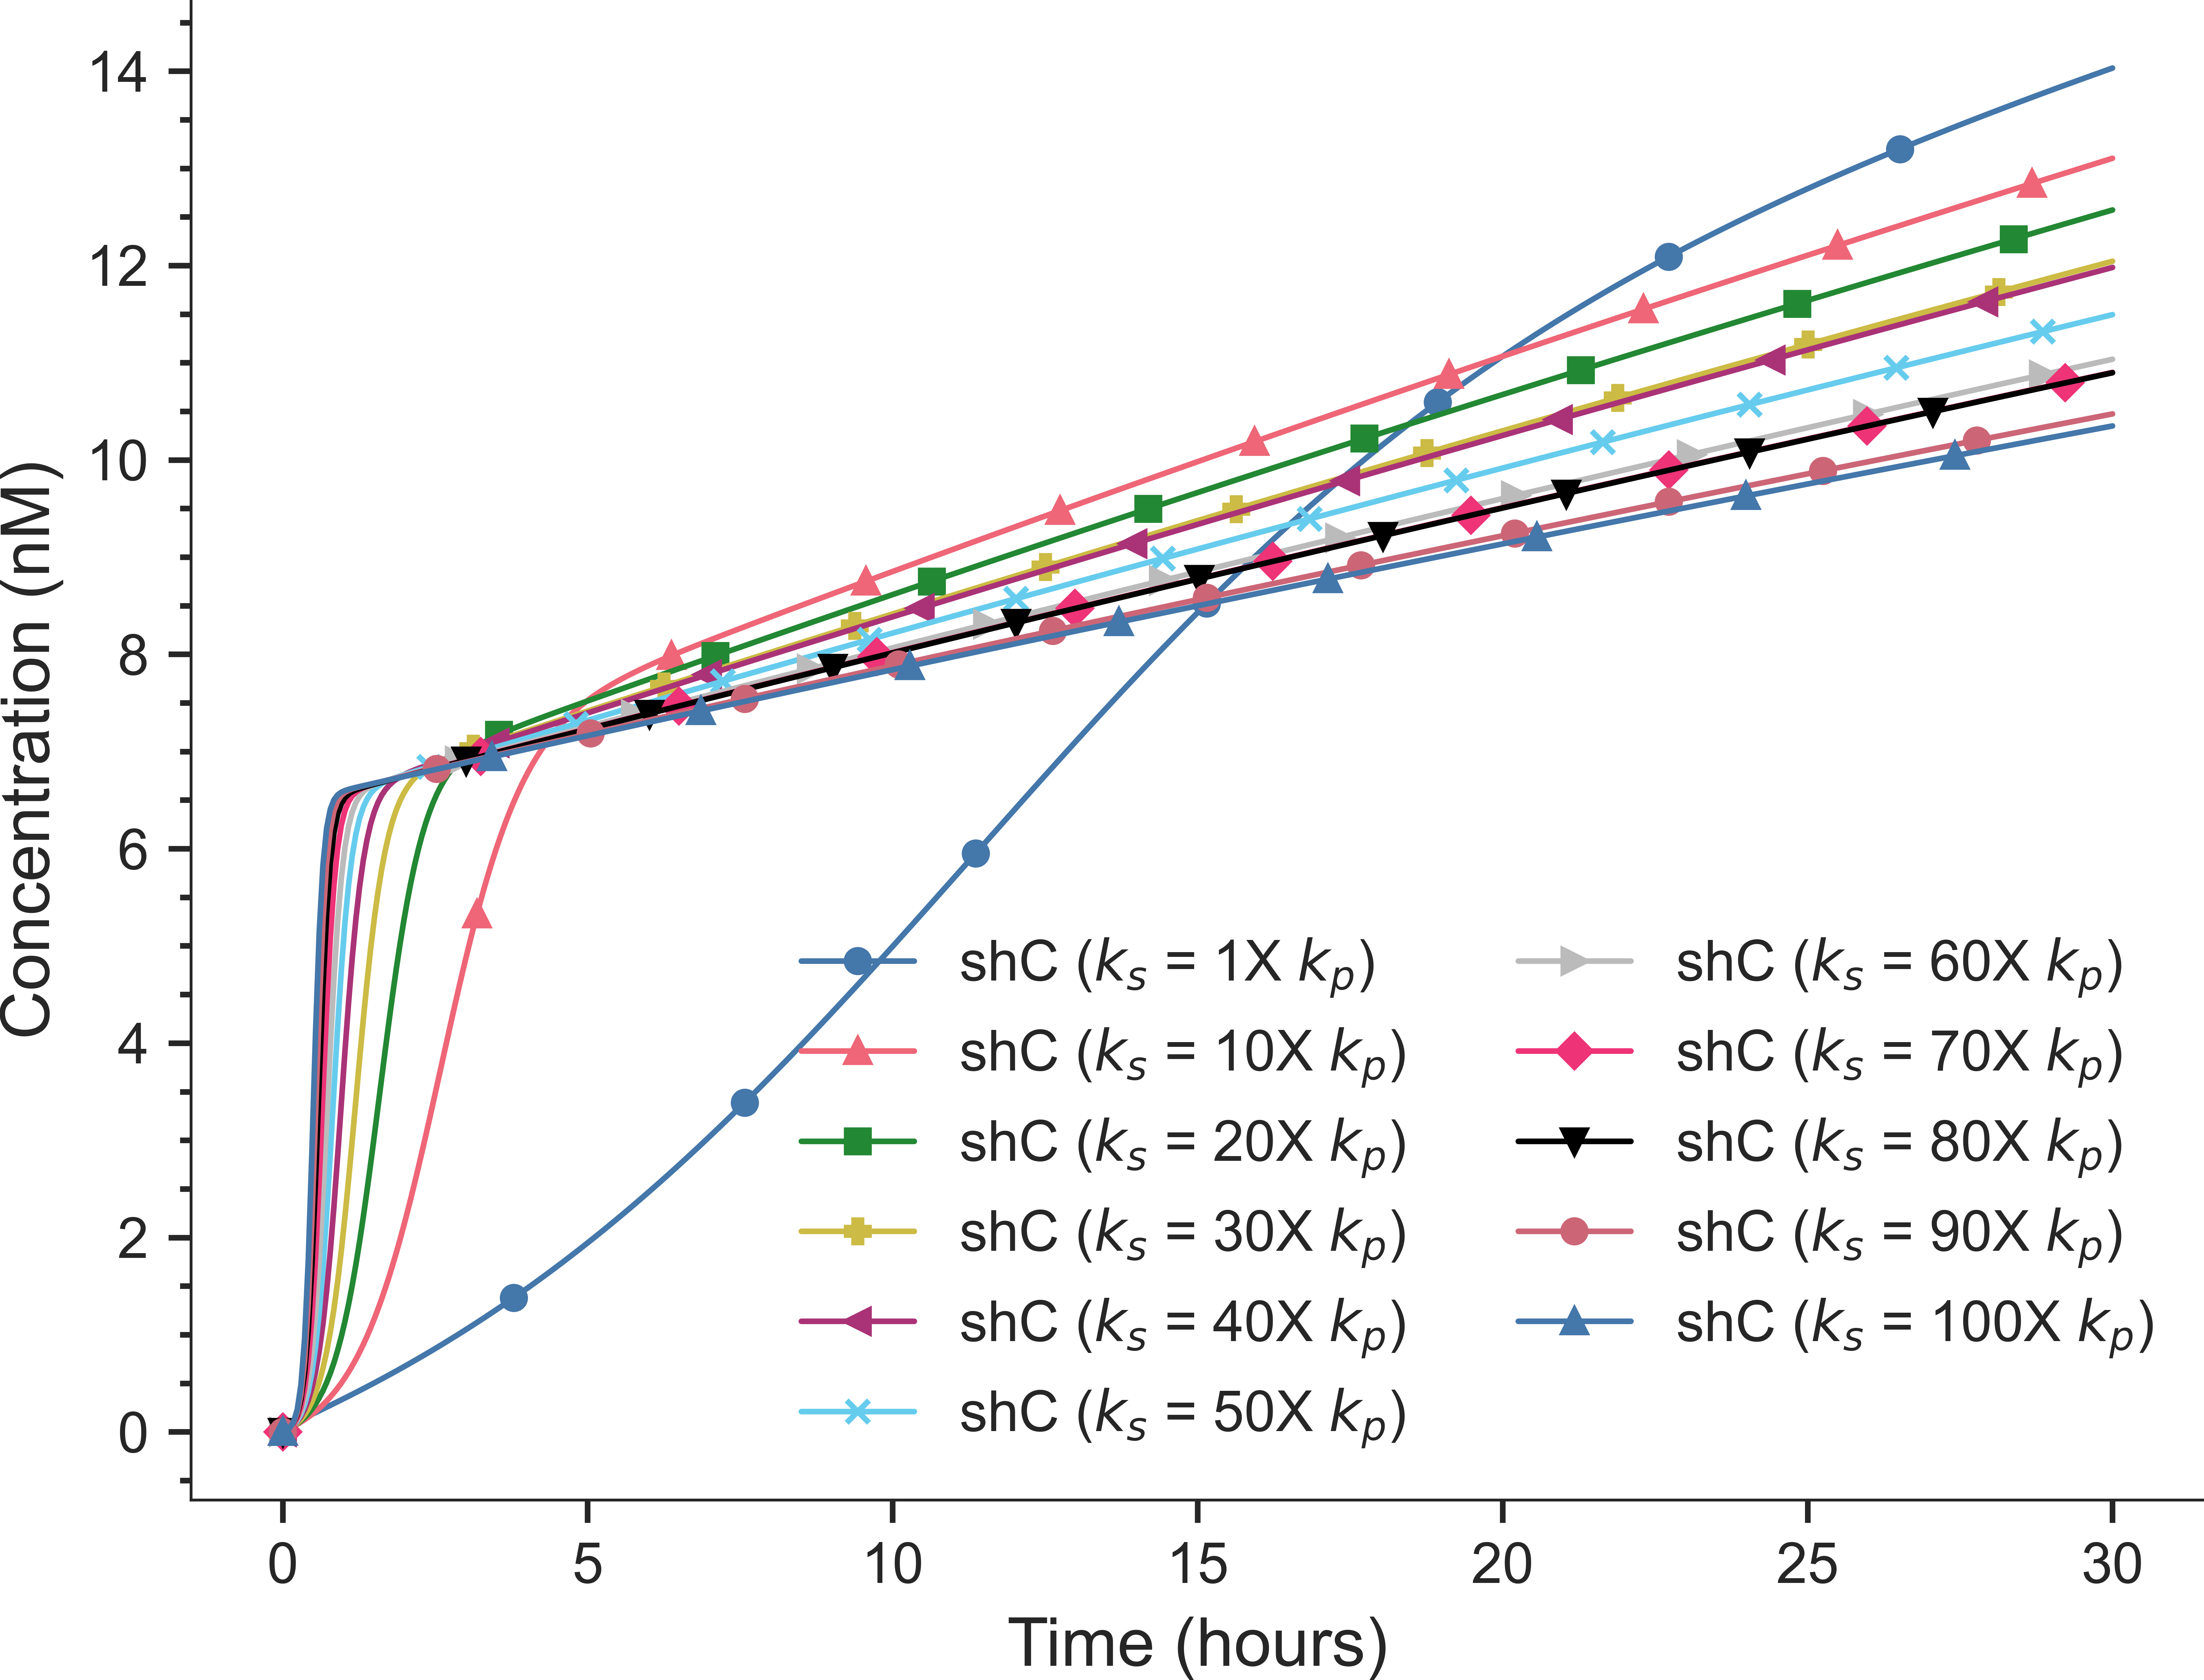 14
12
10
8
6
4
2
0
Concentration (nM)
shC (ks = 1X kp)
shC (ks = 10X kp)
shC (ks = 20X kp)
shC (ks = 30X kp)
shC (ks = 40X kp)
shC (ks = 50X kp)
shC (ks = 60X kp)
shC (ks = 70X kp)
shC (ks = 80X kp)
shC (ks = 90X kp)
shC (ks = 100X kp)
0 5 10 15 20 25 30
Time (hours)